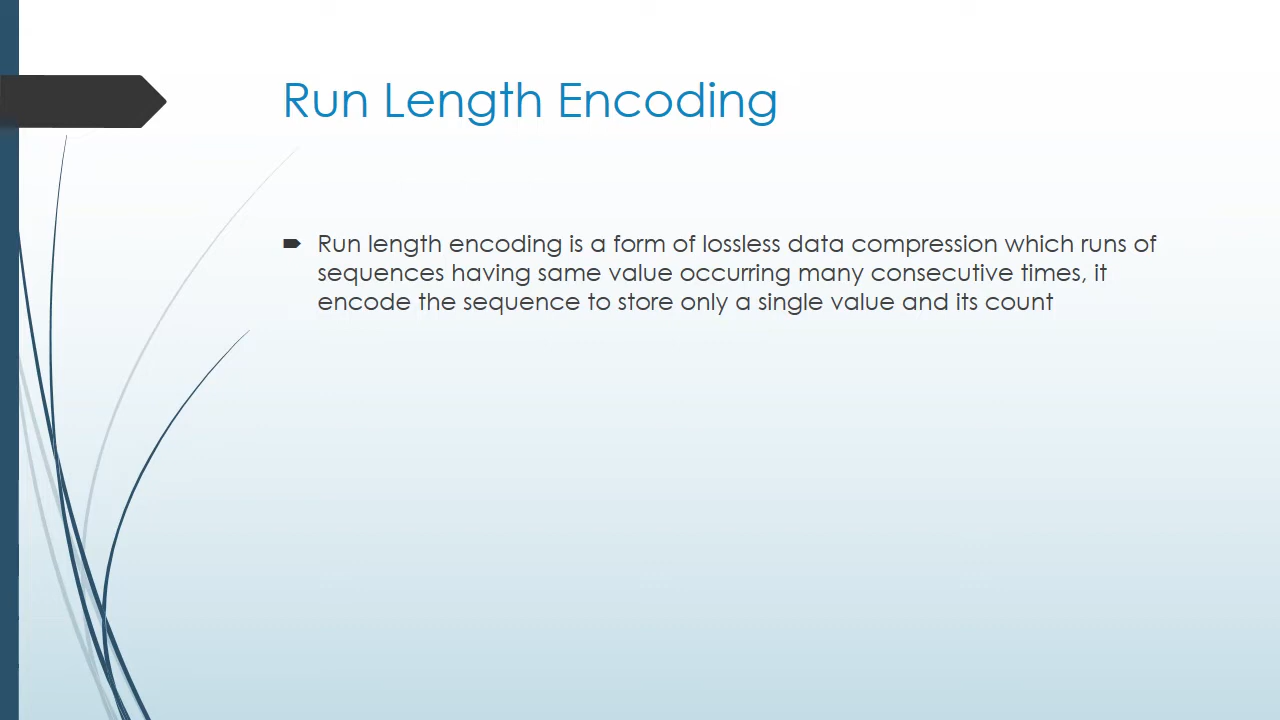 Run Length Encoding
Run length encoding is a form of lossless data compression which runs of
sequences having same value occurring many consecutive times, it
encode the sequence to store only a single value and its count